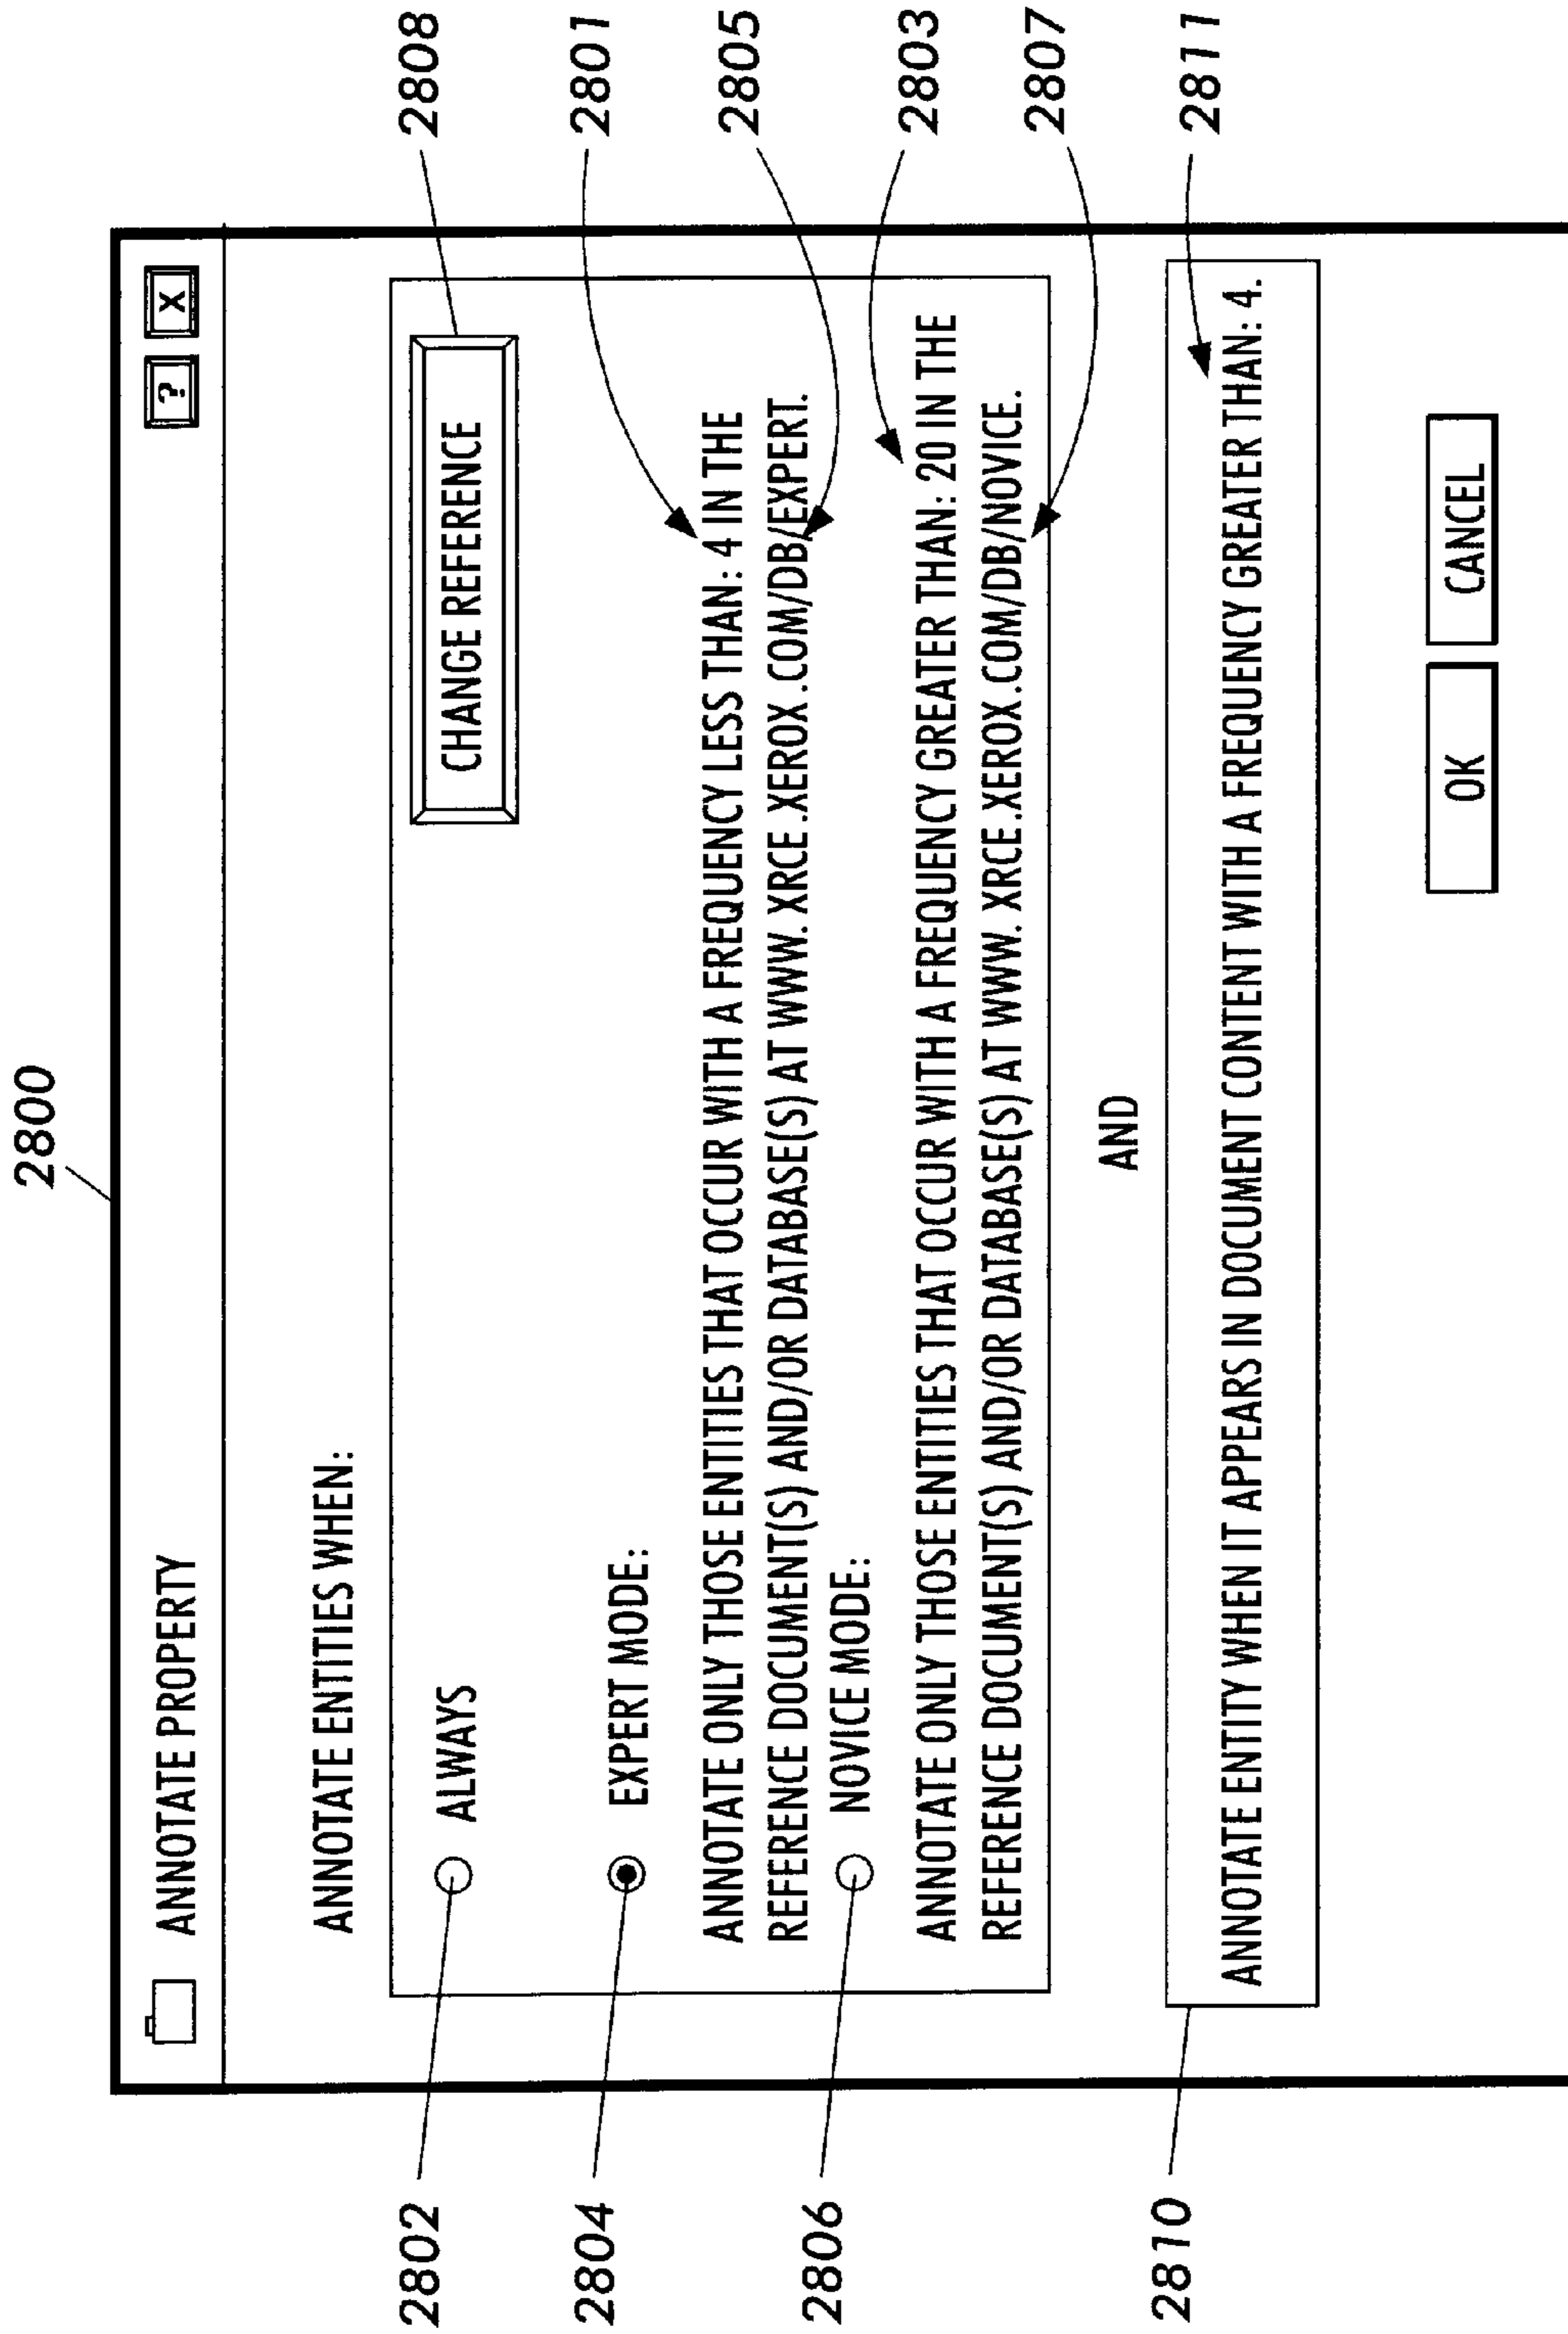 2800
ANNOTATE PROPERTY
?
X
ANNOTATE ENTITIES WHEN:
2802
ALWAYS
CHANGE REFERENCE
2808
2804
EXPERT MODE:
2801
ANNOTATE ONLY THOSE ENTITIES THAT OCCUR WITH A FREQUENCY LESS THAN: 4 IN THE
REFERENCE DOCUMENT(S) AND/OR DATABASE(S) AT WWW. XRCE.XEROX.COM/DB/EXPERT.
2805
2806
NOVICE MODE:
2803
ANNOTATE ONLY THOSE ENTITIES THAT OCCUR WITH A FREQUENCY GREATER THAN: 20 IN THE
REFERENCE DOCUMENT(S) AND/OR DATABASE(S) AT WWW. XRCE.XEROX.COM/DB/NOVICE.
2807
AND
2810
2811
ANNOTATE ENTITY WHEN IT APPEARS IN DOCUMENT CONTENT WITH A FREQUENCY GREATER THAN: 4.
OK
CANCEL